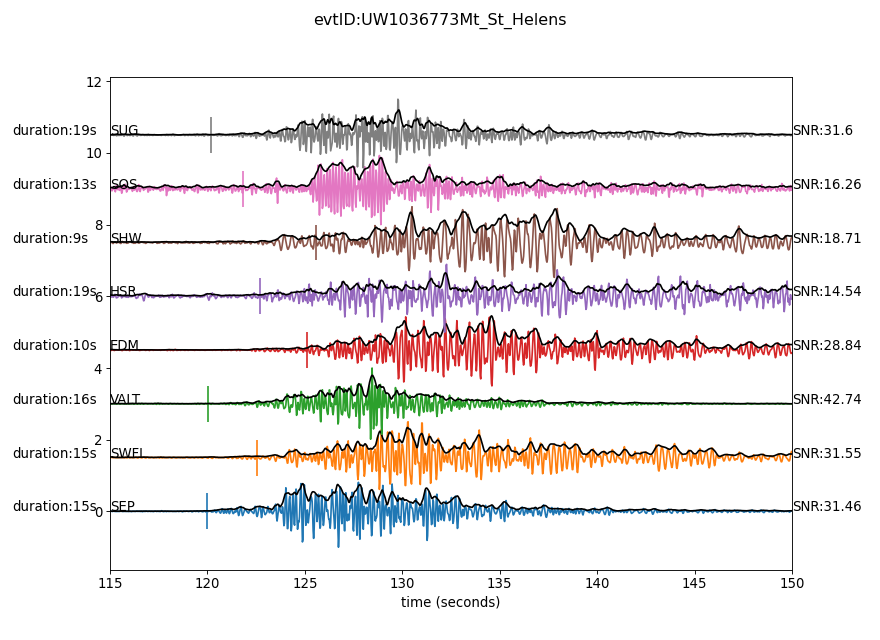 evtID:UW1036773Mt_St_Helens
12
duration:19s SUG SNR:31.6
10
duration:13s SOS SNR:16.26
8
duration:9s SHW SNR:18.71
duration:19s HSR SNR:14.54
6
duration:10s EDM SNR:28.84
4
duration:16s VALT SNR:42.74
2
duration:15s SWFL SNR:31.55
duration:15s SEP SNR:31.46
0
115 120 125 130 135 140 145 150
time (seconds)